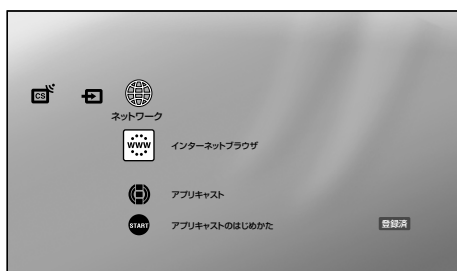 CS
ネットワーク
WWW
インターネットブラウザ
アプリキャスト
START
アプリキャストのはじめかた
登録済